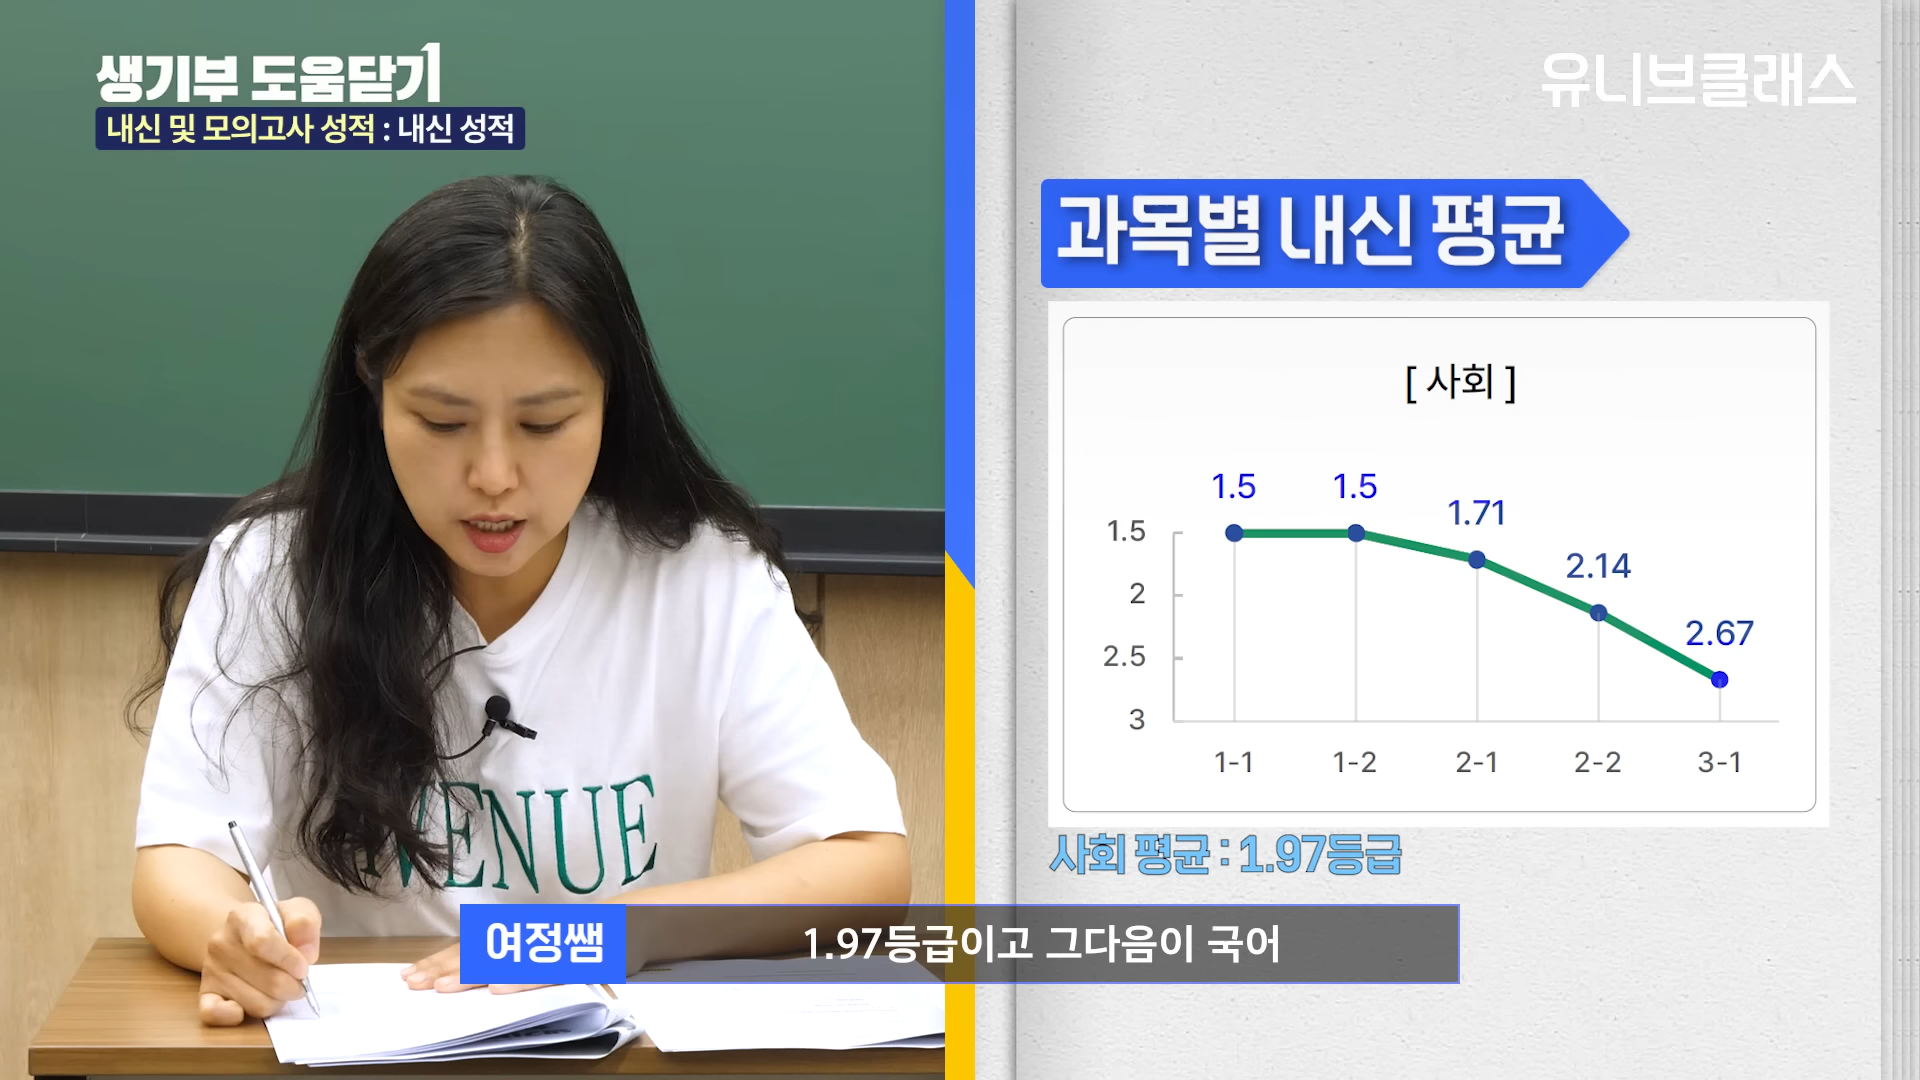 생기부 도움닫기
내신 및 모의고사 성적 : 내신 성적
유니브클래스
과목별 내신 평균
[ 사회 ]
1.5
1.5
1.71
2.14
2.67
1.5
2
2.5
3
1-1
1-2
2-1
2-2
3-1
사회 평균 : 1.97등급
AVENUE
여정쌤
1.97등급이고 그다음이 국어